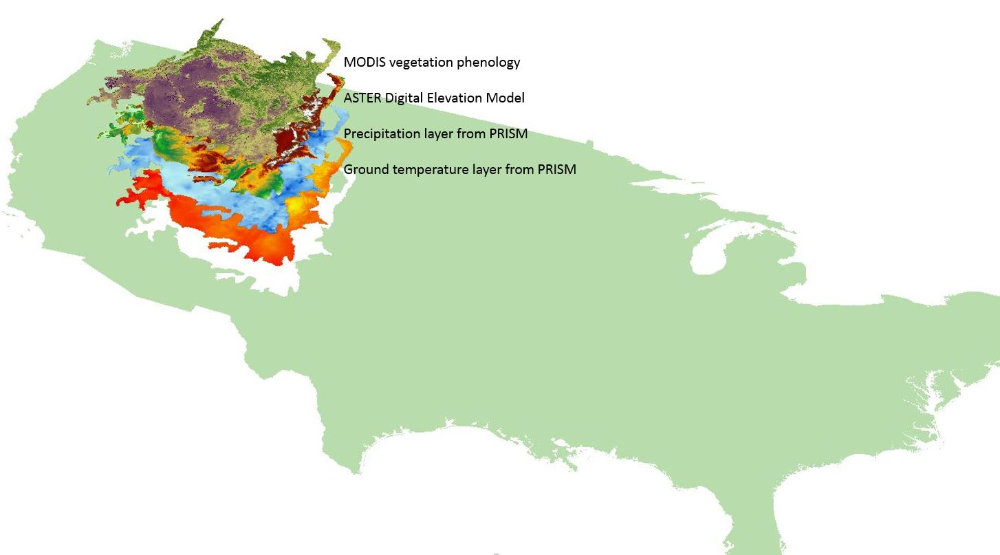 MODIS vegetation phenology
ASTER Digital Elevation Model
Precipitation layer from PRISM
Ground temperature layer from PRISM